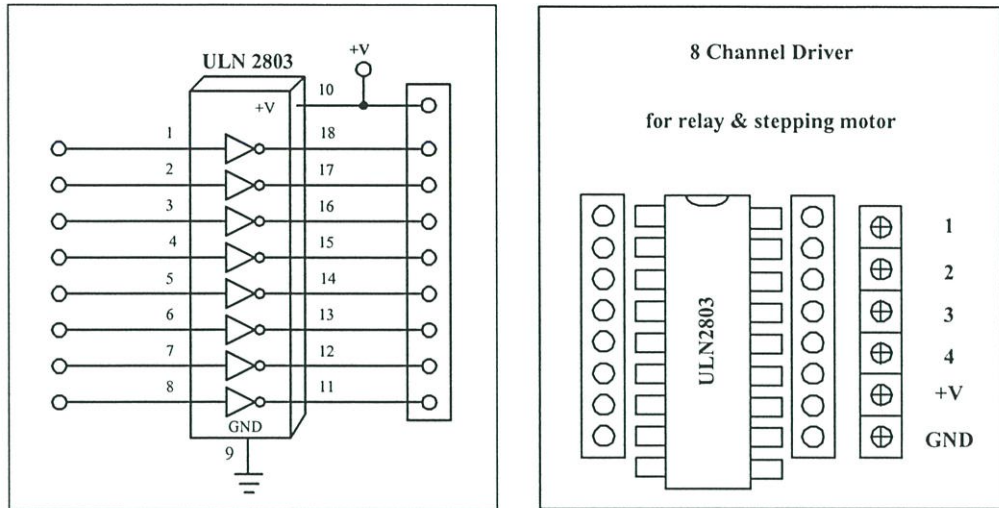 ULN 2803
+V
10
+V
1
18
2
17
3
16
4
15
5
14
6
13
7
12
8
11
GND
9
8 Channel Driver
for relay & stepping motor
ULN2803
1
2
3
4
+V
GND